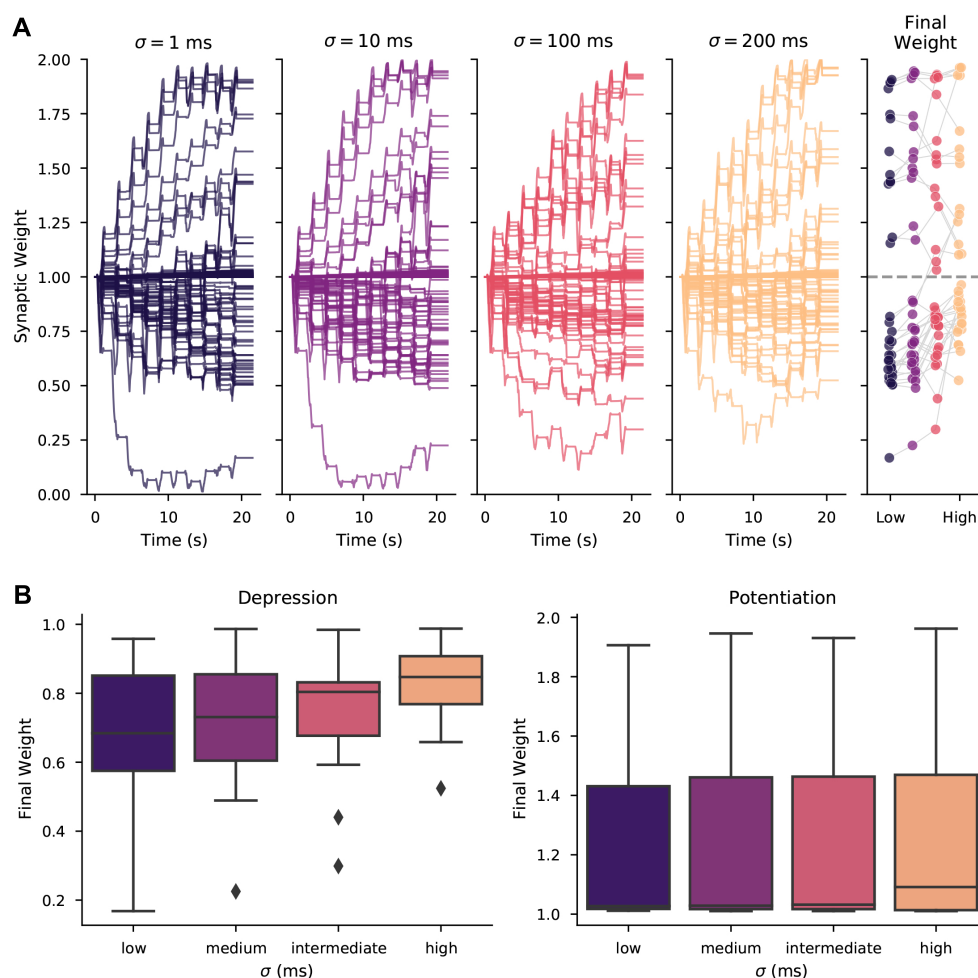 A
σ = 1 ms
σ = 10 ms
σ = 100 ms
σ = 200 ms
Final
Weight
Synaptic Weight
2.00
1.75
1.50
1.25
1.00
0.75
0.50
0.25
0.00
0 10 20
0 10 20
0 10 20
0 10 20
Low High
Time (s)
Time (s)
Time (s)
Time (s)
B
Depression
Final Weight
1.0
0.8
0.6
0.4
0.2
low medium intermediate high
σ (ms)
Potentiation
Final Weight
2.0
1.8
1.6
1.4
1.2
1.0
low medium intermediate high
σ (ms)